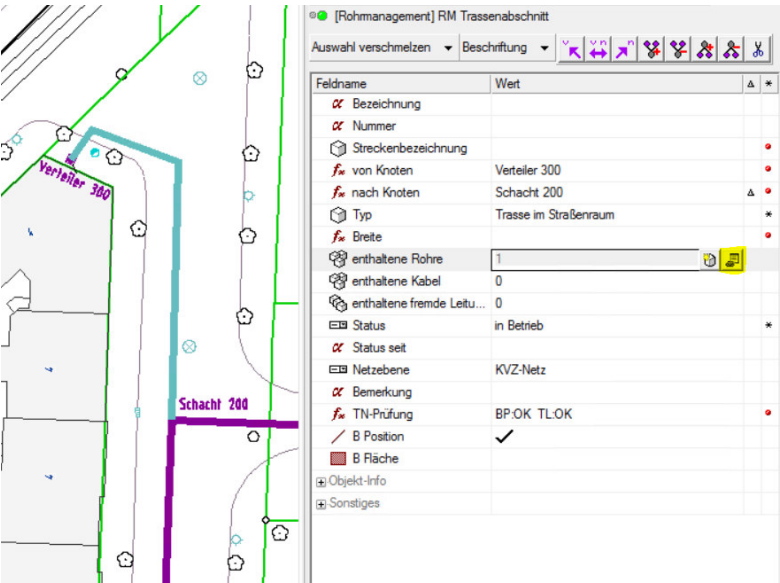 [Rohrmanagement] RM Trassenabschnitt
Auswahl verschmelzen Beschriftung
Feldname Wert
Bezeichnung
Nummer
Streckenbezeichnung
von Knoten Verteiler 300
nach Knoten Schacht 200
Typ Trasse im Straßenraum
Breite
enthaltene Rohre 1
enthaltene Kabel 0
enthaltene fremde Leitu... 0
Status in Betrieb
Status seit
Netzebene KVZ-Netz
Bemerkung
TN-Prüfung BP:OK TL:OK
B Position
B Fläche
Objekt-Info
Sonstiges
Verteiler 300
Schacht 200